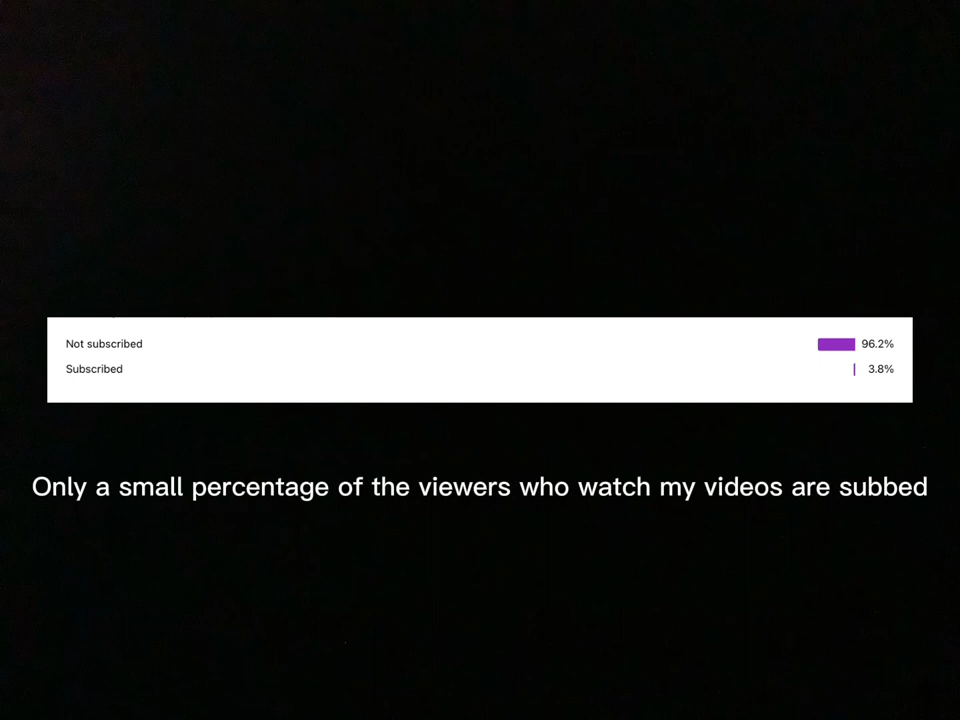 Not subscribed 96.2%
Subscribed 3.8%
Only a small percentage of the viewers who watch my videos are subbed